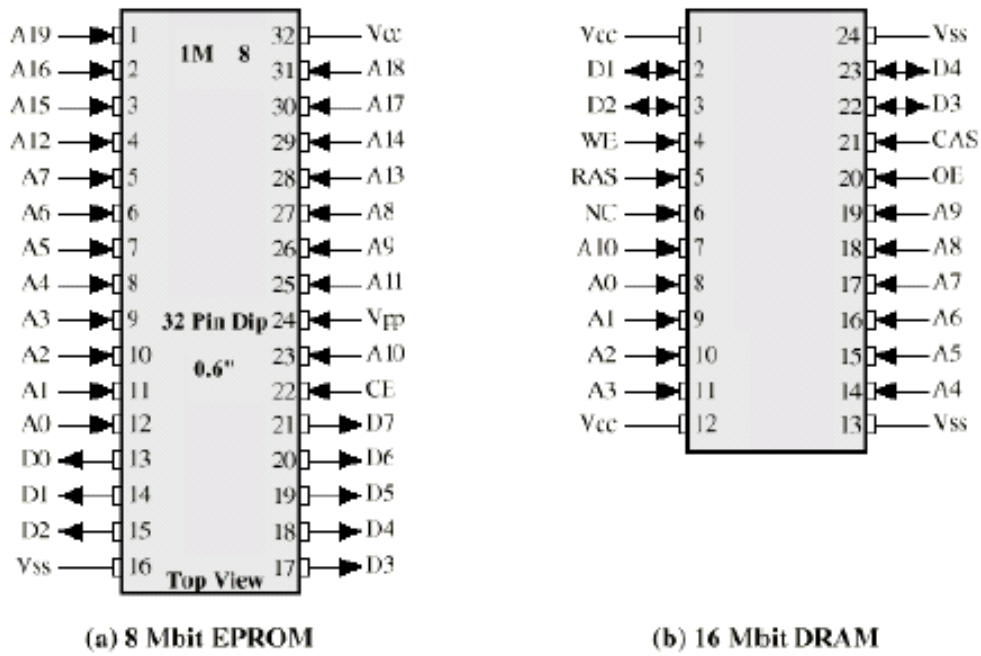 A19 1 1M 8 32 Vcc
A16 2 31 A18
A15 3 30 A17
A12 4 29 A14
A7 5 28 A13
A6 6 27 A8
A5 7 26 A9
A4 8 25 A11
A3 9 32 Pin Dip 24 Vpp
A2 10 0.6" 23 A10
A1 11 22 CE
A0 12 21 D7
D0 13 20 D6
D1 14 19 D5
D2 15 18 D4
Vss 16 Top View 17 D3
(a) 8 Mbit EPROM
Vcc 1 24 Vss
D1 2 23 D4
D2 3 22 D3
WE 4 21 CAS
RAS 5 20 OE
NC 6 19 A9
A10 7 18 A8
A0 8 17 A7
A1 9 16 A6
A2 10 15 A5
A3 11 14 A4
Vcc 12 13 Vss
(b) 16 Mbit DRAM